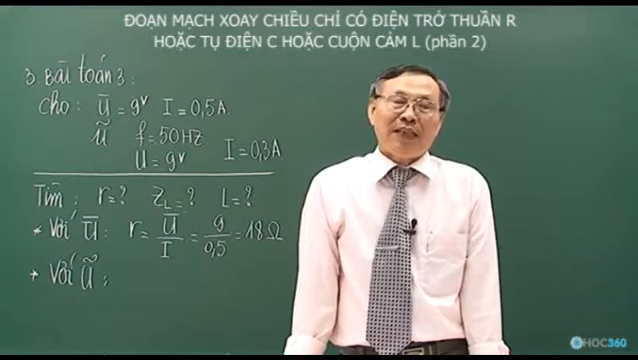 ĐOẠN MẠCH XOAY CHIỀU CHỈ CÓ ĐIỆN TRỞ THUẦN R
HOẶC TỤ ĐIỆN C HOẶC CUỘN CẢM L (phần 2)
3. Bài toán 3:
Cho: U̅ = 9V I = 0,5A.
Ũ f = 50HZ
U = 9V I = 0,3A
Tìm: r = ? Z_L = ? L = ?
* Với U̅: r = U̅/I = 9/0,5 = 18Ω
* Với Ũ:
HOC360